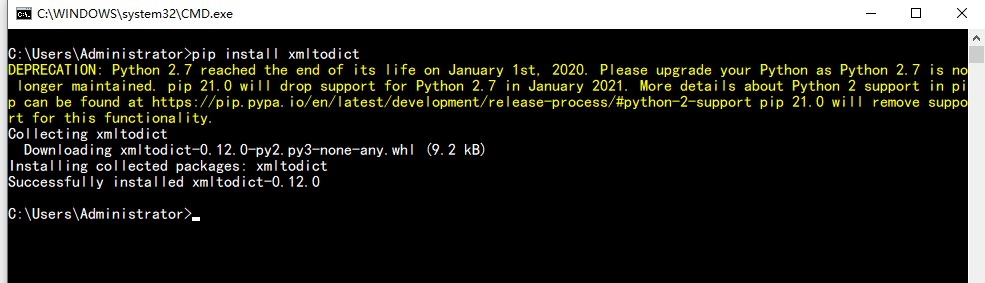 C:\WINDOWS\system32\CMD.exe
C:\Users\Administrator>pip install xmltodict
DEPRECATION: Python 2.7 reached the end of its life on January 1st, 2020. Please upgrade your Python as Python 2.7 is no
 longer maintained. pip 21.0 will drop support for Python 2.7 in January 2021. More details about Python 2 support in pi
p can be found at https://pip.pypa.io/en/latest/development/release-process/#python-2-support pip 21.0 will remove suppo
rt for this functionality.
Collecting xmltodict
  Downloading xmltodict-0.12.0-py2.py3-none-any.whl (9.2 kB)
Installing collected packages: xmltodict
Successfully installed xmltodict-0.12.0
C:\Users\Administrator>